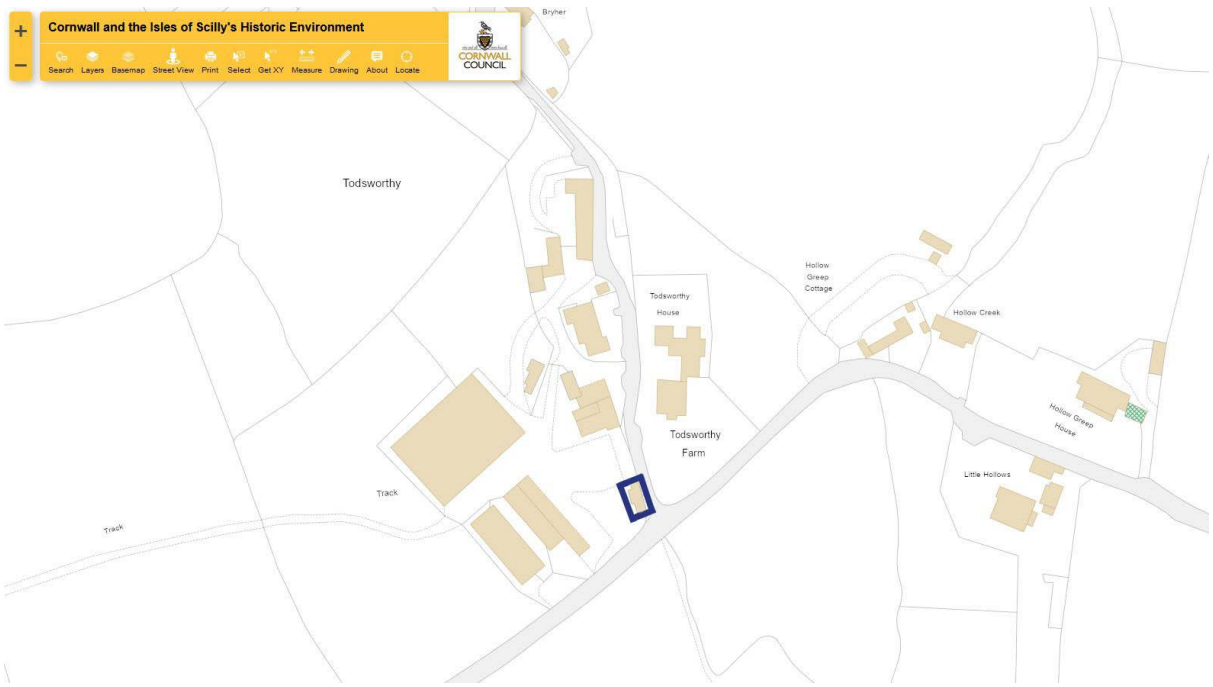 +
−
Cornwall and the Isles of Scilly's Historic Environment
Search Layers Basemap Street View Print Select Get XY Measure Drawing About Locate
CORNWALL
COUNCIL
Bryher
Todsworthy
Hollow
Greep
Cottage
Todsworthy
House
Hollow Creek
Hollow Greep
House
Todsworthy
Farm
Little Hollows
Track
Track